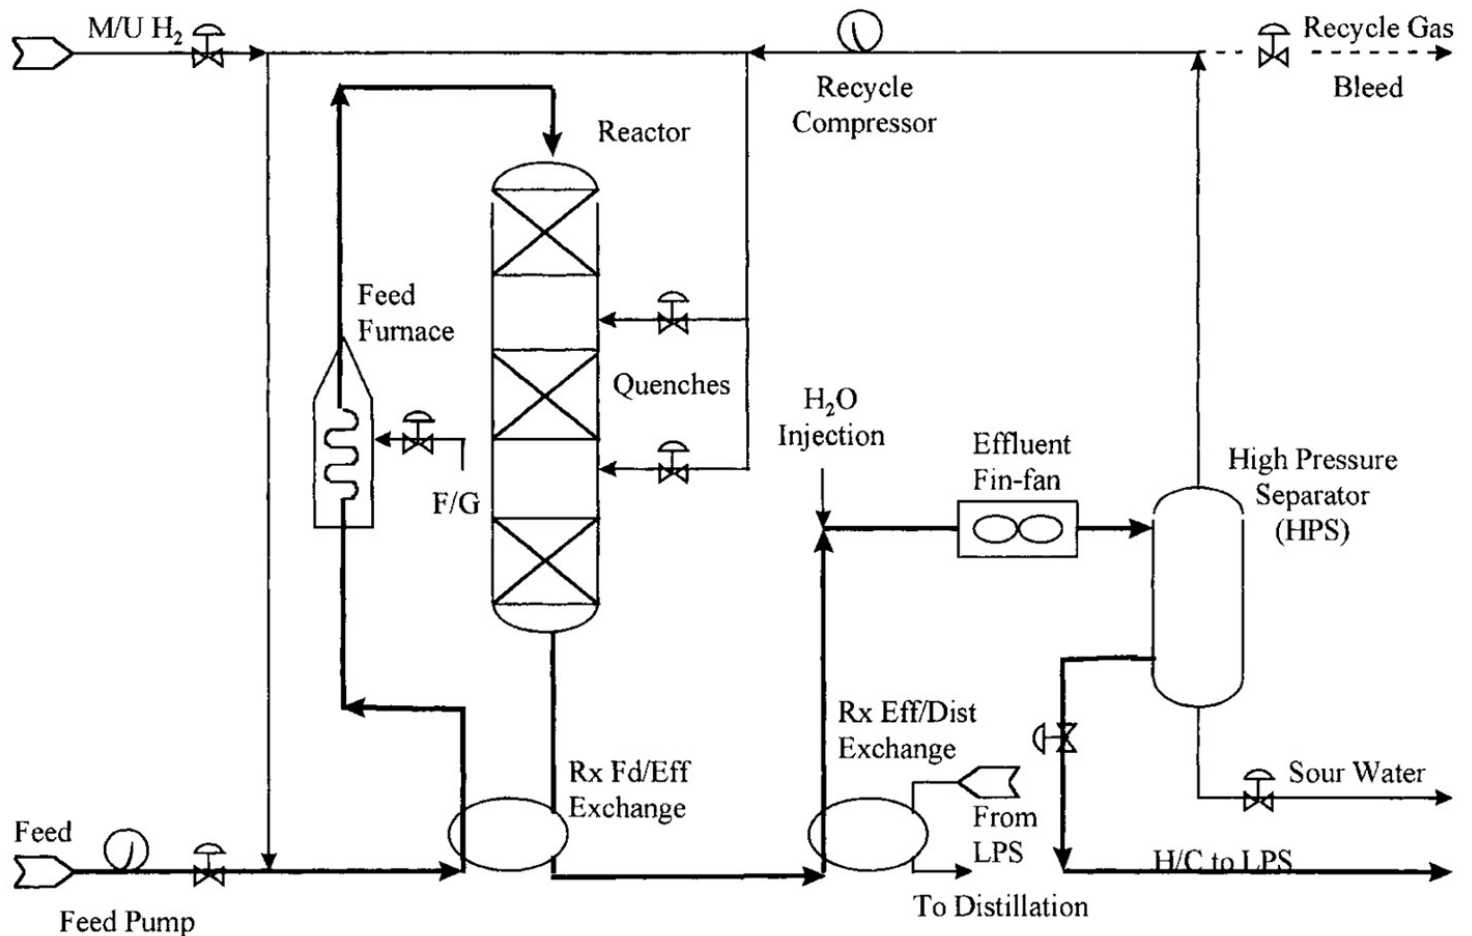 M/U H₂
Recycle Gas
Bleed
Recycle
Compressor
Reactor
Feed
Furnace
Quenches
F/G
H₂O
Injection
Effluent
Fin-fan
High Pressure
Separator
(HPS)
Rx Fd/Eff
Exchange
Rx Eff/Dist
Exchange
From
LPS
Sour Water
Feed
H/C to LPS
Feed Pump
To Distillation